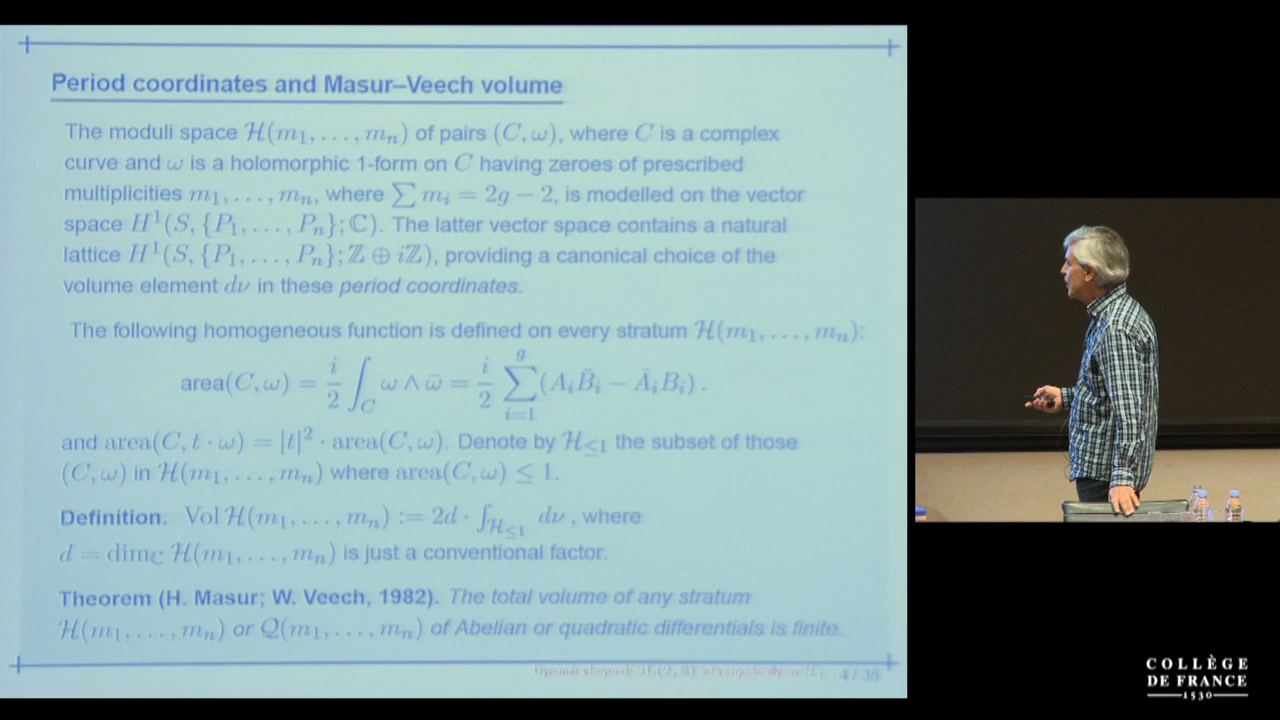 Period coordinates and Masur–Veech volume
The moduli space ℋ(m₁, . . . , mₙ) of pairs (C, ω), where C is a complex
curve and ω is a holomorphic 1-form on C having zeroes of prescribed
multiplicities m₁, . . . , mₙ, where ∑ mᵢ = 2g − 2, is modelled on the vector
space H¹(S, {P₁, . . . , Pₙ}; ℂ). The latter vector space contains a natural
lattice H¹(S, {P₁, . . . , Pₙ}; ℤ ⊕ iℤ), providing a canonical choice of the
volume element dν in these period coordinates.
The following homogeneous function is defined on every stratum ℋ(m₁, . . . , mₙ):
area(C, ω) = i/2 ∫_C ω ∧ ω̄ = i/2 ∑_{i=1}^{g} (AᵢB̄ᵢ − ĀᵢBᵢ) .
and area(C, t · ω) = |t|² · area(C, ω). Denote by ℋ_{≤1} the subset of those
(C, ω) in ℋ(m₁, . . . , mₙ) where area(C, ω) ≤ 1.
Definition. Vol ℋ(m₁, . . . , mₙ) := 2d · ∫_{ℋ_{≤1}} dν , where
d = dim_ℂ ℋ(m₁, . . . , mₙ) is just a conventional factor.
Theorem (H. Masur; W. Veech, 1982). The total volume of any stratum
ℋ(m₁, . . . , mₙ) or 𝒬(m₁, . . . , mₙ) of Abelian or quadratic differentials is finite.
4 / 35
COLLÈGE
DE FRANCE
1530